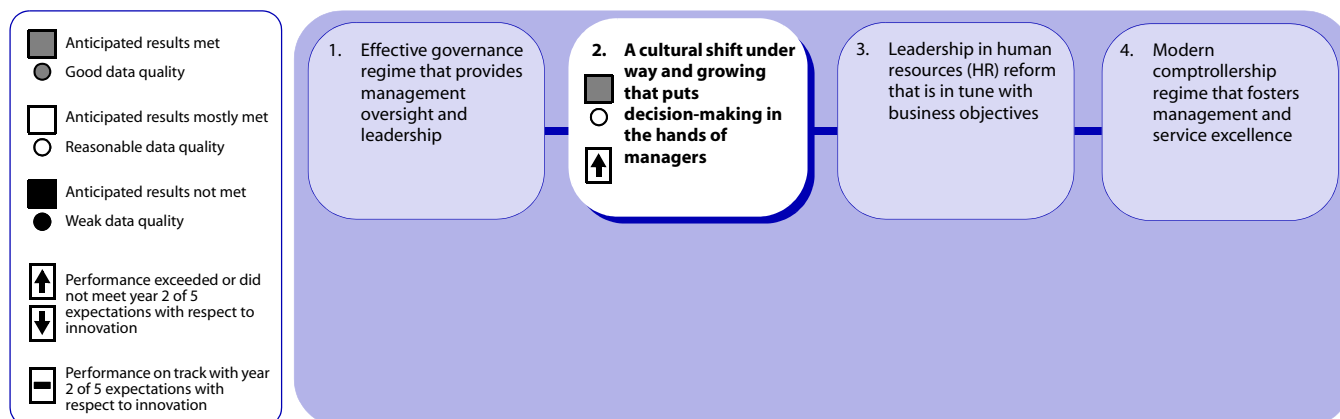 Anticipated results met
Good data quality
Anticipated results mostly met
Reasonable data quality
Anticipated results not met
Weak data quality
Performance exceeded or did
not meet year 2 of 5
expectations with respect to
innovation
Performance on track with year
2 of 5 expectations with
respect to innovation
1. Effective governance
regime that provides
management
oversight and
leadership
2. A cultural shift under
way and growing
that puts
decision-making in
the hands of
managers
3. Leadership in human
resources (HR) reform
that is in tune with
business objectives
4. Modern
comptrollership
regime that fosters
management and
service excellence